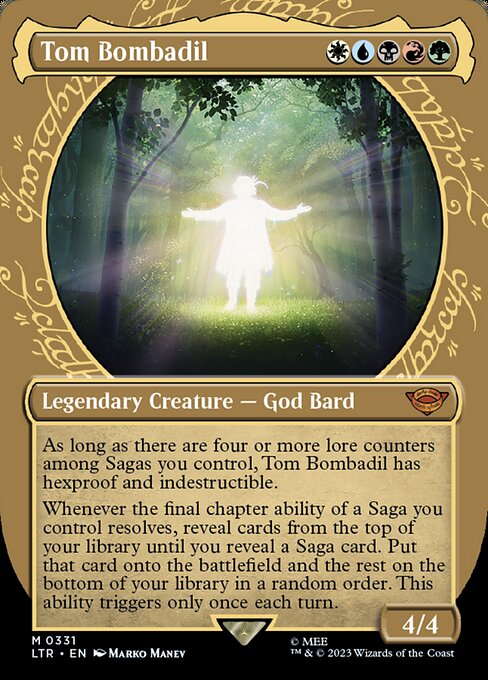 Tom Bombadil
Legendary Creature — God Bard
As long as there are four or more lore counters
among Sagas you control, Tom Bombadil has
hexproof and indestructible.
Whenever the final chapter ability of a Saga you
control resolves, reveal cards from the top of
your library until you reveal a Saga card. Put
that card onto the battlefield and the rest on the
bottom of your library in a random order. This
ability triggers only once each turn.
4/4
M 0331
LTR • EN Marko Maney
© MEE
™ & © 2023 Wizards of the Coast